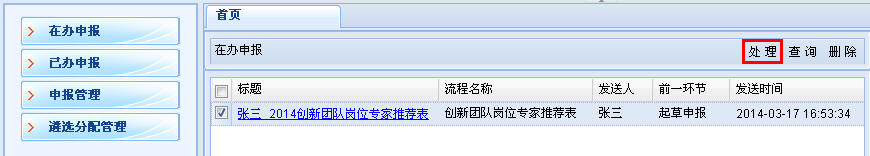 首页
在办申报
已办申报
申报管理
遴选分配管理
在办申报 处理 查询 删除
标题 流程名称 发送人 前一环节 发送时间
张三_2014创新团队岗位专家推荐表 创新团队岗位专家推荐表 张三 起草申报 2014-03-17 16:53:34